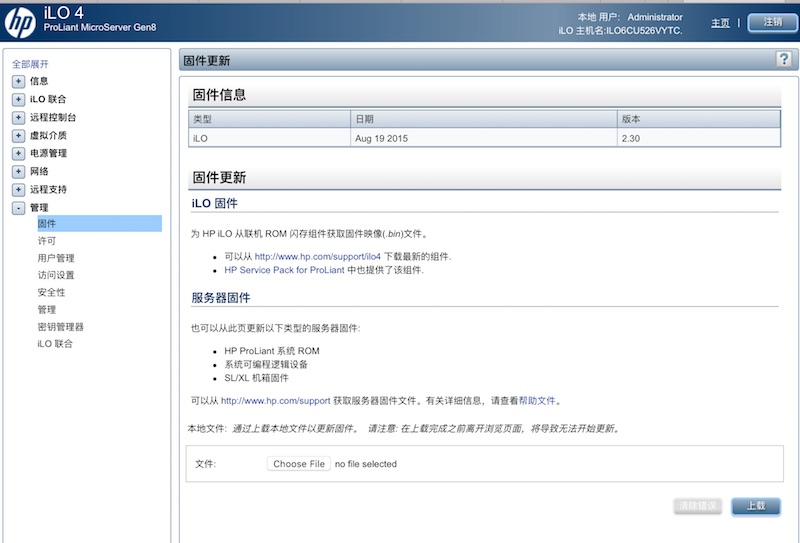 hp
iLO 4
ProLiant MicroServer Gen8
本地 用户: Administrator
iLO 主机名:ILO6CU526VYTC.
主页 | 注销
全部展开
信息
iLO 联合
远程控制台
虚拟介质
电源管理
网络
远程支持
管理
固件
许可
用户管理
访问设置
安全性
管理
密钥管理器
iLO 联合
固件更新 ?
固件信息
类型 日期 版本
iLO Aug 19 2015 2.30
固件更新
iLO 固件
为 HP iLO 从联机 ROM 闪存组件获取固件映像(.bin)文件。
• 可以从 http://www.hp.com/support/ilo4 下载最新的组件.
• HP Service Pack for ProLiant 中也提供了该组件.
服务器固件
也可以从此页更新以下类型的服务器固件:
• HP ProLiant 系统 ROM
• 系统可编程逻辑设备
• SL/XL 机箱固件
可以从 http://www.hp.com/support 获取服务器固件文件。有关详细信息，请查看帮助文件。
本地文件: 通过上载本地文件以更新固件。 请注意: 在上载完成之前离开浏览页面，将导致无法开始更新。
文件: Choose File no file selected
清除错误 上载